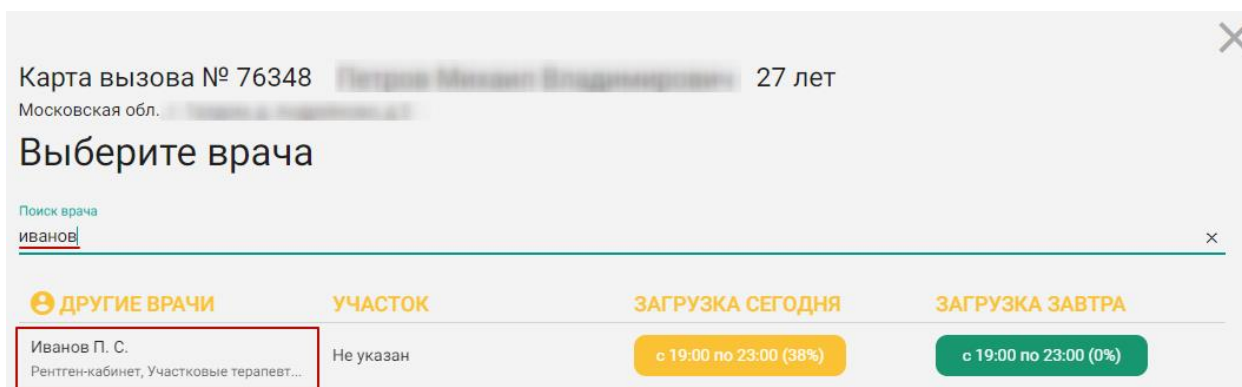 Карта вызова № 76348 27 лет
Московская обл.
Выберите врача
Поиск врача
иванов
ДРУГИЕ ВРАЧИ УЧАСТОК ЗАГРУЗКА СЕГОДНЯ ЗАГРУЗКА ЗАВТРА
Иванов П. С. Не указан с 19:00 по 23:00 (38%) с 19:00 по 23:00 (0%)
Рентген-кабинет, Участковые терапевт...